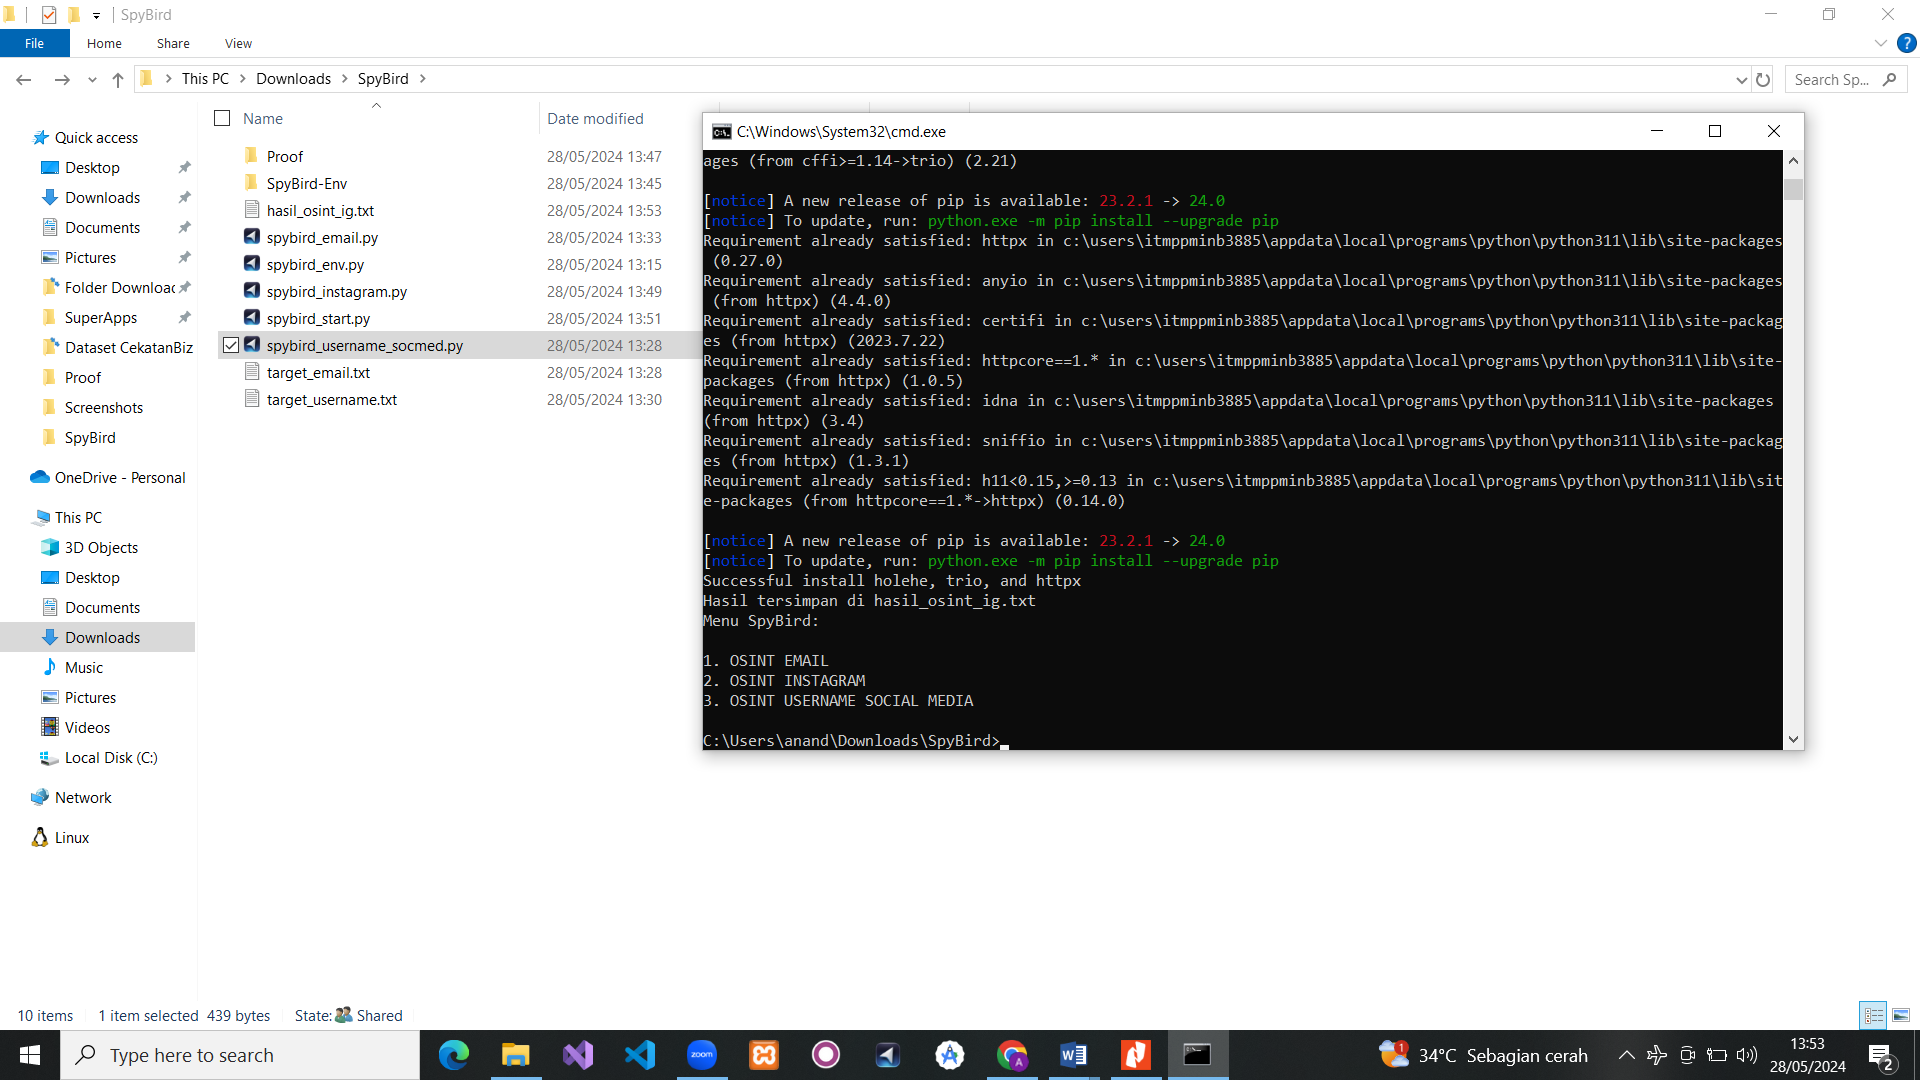 SpyBird
File Home Share View
This PC Downloads SpyBird
Search Sp...
Name Date modified
Quick access
Desktop
Downloads
Documents
Pictures
Folder Downloac
SuperApps
Dataset CekatanBiz
Proof
Screenshots
SpyBird
OneDrive - Personal
This PC
3D Objects
Desktop
Documents
Downloads
Music
Pictures
Videos
Local Disk (C:)
Network
Linux
Proof 28/05/2024 13:47
SpyBird-Env 28/05/2024 13:45
hasil_osint_ig.txt 28/05/2024 13:53
spybird_email.py 28/05/2024 13:33
spybird_env.py 28/05/2024 13:15
spybird_instagram.py 28/05/2024 13:49
spybird_start.py 28/05/2024 13:51
spybird_username_socmed.py 28/05/2024 13:28
target_email.txt 28/05/2024 13:28
target_username.txt 28/05/2024 13:30
C:\Windows\System32\cmd.exe
ages (from cffi>=1.14->trio) (2.21)
[notice] A new release of pip is available: 23.2.1 -> 24.0
[notice] To update, run: python.exe -m pip install --upgrade pip
Requirement already satisfied: httpx in c:\users\itmppminb3885\appdata\local\programs\python\python311\lib\site-packages
(0.27.0)
Requirement already satisfied: anyio in c:\users\itmppminb3885\appdata\local\programs\python\python311\lib\site-packages
(from httpx) (4.4.0)
Requirement already satisfied: certifi in c:\users\itmppminb3885\appdata\local\programs\python\python311\lib\site-packag
es (from httpx) (2023.7.22)
Requirement already satisfied: httpcore==1.* in c:\users\itmppminb3885\appdata\local\programs\python\python311\lib\site-
packages (from httpx) (1.0.5)
Requirement already satisfied: idna in c:\users\itmppminb3885\appdata\local\programs\python\python311\lib\site-packages
(from httpx) (3.4)
Requirement already satisfied: sniffio in c:\users\itmppminb3885\appdata\local\programs\python\python311\lib\site-packag
es (from httpx) (1.3.1)
Requirement already satisfied: h11<0.15,>=0.13 in c:\users\itmppminb3885\appdata\local\programs\python\python311\lib\sit
e-packages (from httpcore==1.*->httpx) (0.14.0)
[notice] A new release of pip is available: 23.2.1 -> 24.0
[notice] To update, run: python.exe -m pip install --upgrade pip
Successful install holehe, trio, and httpx
Hasil tersimpan di hasil_osint_ig.txt
Menu SpyBird:
1. OSINT EMAIL
2. OSINT INSTAGRAM
3. OSINT USERNAME SOCIAL MEDIA
C:\Users\anand\Downloads\SpyBird>
10 items 1 item selected 439 bytes State: Shared
Type here to search
zoom
34°C Sebagian cerah
13:53
28/05/2024
2